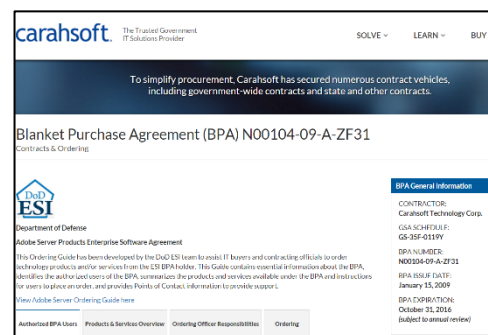 carahsoft.
The Trusted Government
IT Solutions Provider
SOLVE
LEARN
BUY
To simplify procurement, Carahsoft has secured numerous contract vehicles,
including government-wide contracts and state and other contracts.
Blanket Purchase Agreement (BPA) N00104-09-A-ZF31
Contracts & Ordering
DoD
ESI
Department of Defense
Adobe Server Products Enterprise Software Agreement
This Ordering Guide has been developed by the DoD ESI team to assist IT buyers and contracting officials to order
technology products and/or services from the ESI BPA holder. This Guide contains essential information about the BPA,
identifies the authorized users of the BPA, summarizes the products and services available under the BPA and instructions
for users to place an order, and provides Points of Contact information to provide support.
View Adobe Server Ordering Guide here
Authorized BPA Users
Products & Services Overview
Ordering Officer Responsibilities
Ordering
BPA General Information
CONTRACTOR:
Carahsoft Technology Corp.
GSA SCHEDULE:
GS-35F-0119Y
BPA NUMBER:
N00104-09-A-ZF31
BPA ISSUE DATE:
January 15, 2009
BPA EXPIRATION:
October 31, 2016
(subject to annual review)